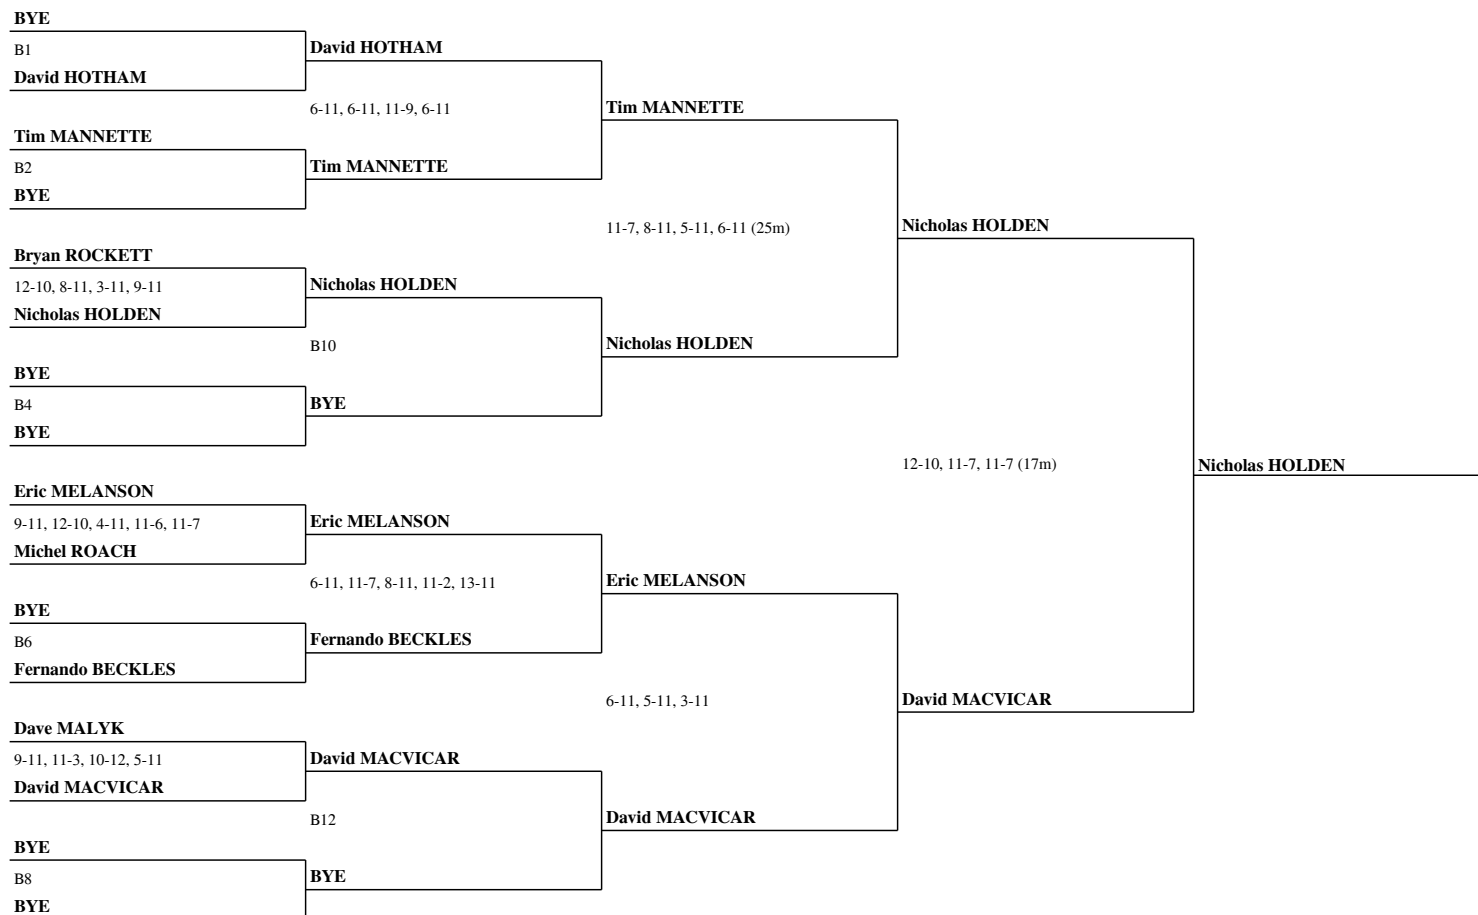 BYE
B1
David HOTHAM
Tim MANNETTE
B2
BYE
Bryan ROCKETT
12-10, 8-11, 3-11, 9-11
Nicholas HOLDEN
BYE
B4
BYE
Eric MELANSON
9-11, 12-10, 4-11, 11-6, 11-7
Michel ROACH
BYE
B6
Fernando BECKLES
Dave MALYK
9-11, 11-3, 10-12, 5-11
David MACVICAR
BYE
B8
BYE
David HOTHAM
6-11, 6-11, 11-9, 6-11
Tim MANNETTE
Nicholas HOLDEN
B10
BYE
Eric MELANSON
6-11, 11-7, 8-11, 11-2, 13-11
Fernando BECKLES
David MACVICAR
B12
BYE
Tim MANNETTE
11-7, 8-11, 5-11, 6-11 (25m)
Nicholas HOLDEN
Eric MELANSON
6-11, 5-11, 3-11
David MACVICAR
Nicholas HOLDEN
12-10, 11-7, 11-7 (17m)
David MACVICAR
Nicholas HOLDEN